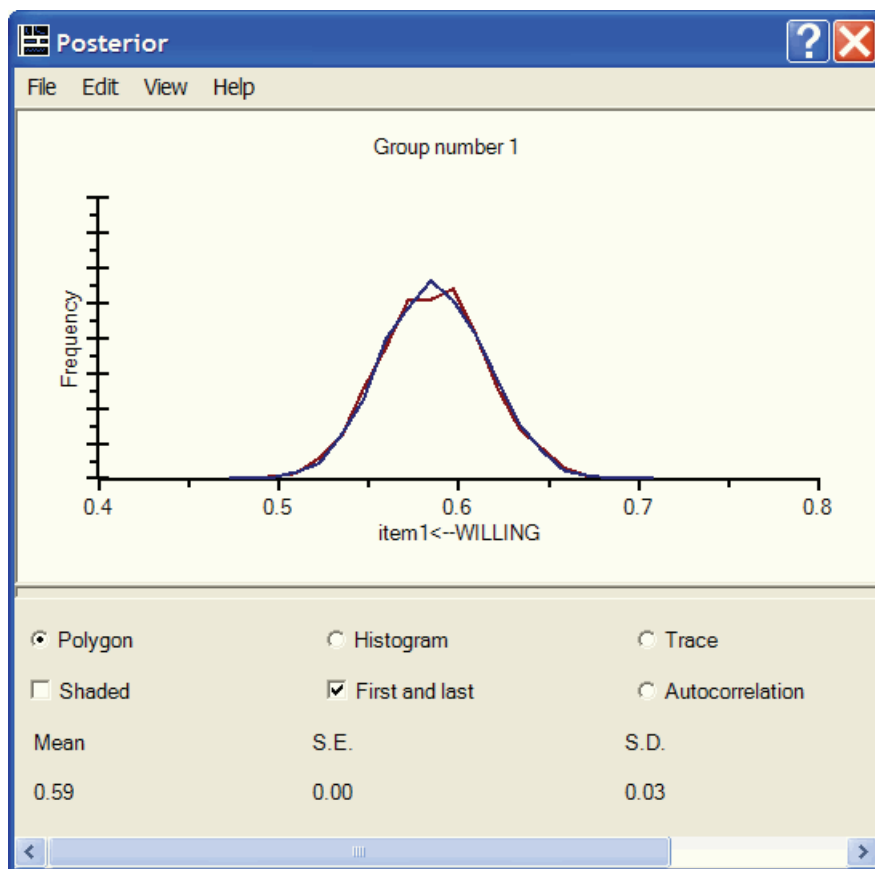 Posterior
File Edit View Help
Group number 1
Frequency
0.4 0.5 0.6 0.7 0.8
item1<--WILLING
Polygon Histogram Trace
Shaded First and last Autocorrelation
Mean S.E. S.D.
0.59 0.00 0.03